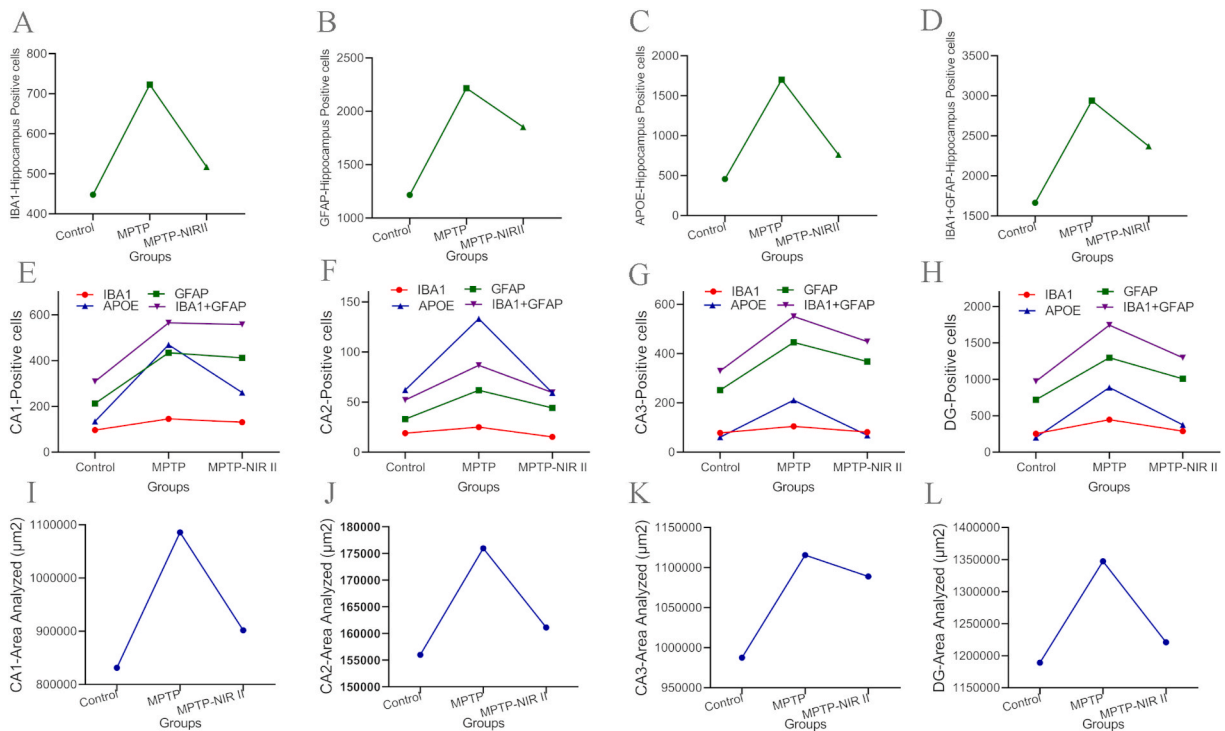 A
IBA1-Hippocampus Positive cells
800
700
600
500
400
Control
MPTP
MPTP-NIRII
Groups
B
GFAP-Hippocampus Positive cells
2500
2000
1500
1000
Control
MPTP
MPTP-NIRII
Groups
C
APOE-Hippocampus Positive cells
2000
1500
1000
500
0
Control
MPTP
MPTP-NIRII
Groups
D
IBA1+GFAP-Hippocampus Positive cells
3500
3000
2500
2000
1500
Control
MPTP
MPTP-NIRII
Groups
E
IBA1
GFAP
APOE
IBA1+GFAP
CA1-Positive cells
600
400
200
0
Control
MPTP
MPTP-NIR II
Groups
F
IBA1
GFAP
APOE
IBA1+GFAP
CA2-Positive cells
150
100
50
0
Control
MPTP
MPTP-NIR II
Groups
G
IBA1
GFAP
APOE
IBA1+GFAP
CA3-Positive cells
600
400
200
0
Control
MPTP
MPTP-NIR II
Groups
H
IBA1
GFAP
APOE
IBA1+GFAP
DG-Positive cells
2000
1500
1000
500
0
Control
MPTP
MPTP-NIR II
Groups
I
CA1-Area Analyzed (μm2)
1100000
1000000
900000
800000
Control
MPTP
MPTP-NIR II
Groups
J
CA2-Area Analyzed (μm2)
180000
175000
170000
165000
160000
155000
150000
Control
MPTP
MPTP-NIR II
Groups
K
CA3-Area Analyzed (μm2)
1150000
1100000
1050000
1000000
950000
Control
MPTP
MPTP-NIR II
Groups
L
DG-Area Analyzed (μm2)
1400000
1350000
1300000
1250000
1200000
1150000
Control
MPTP
MPTP-NIR II
Groups